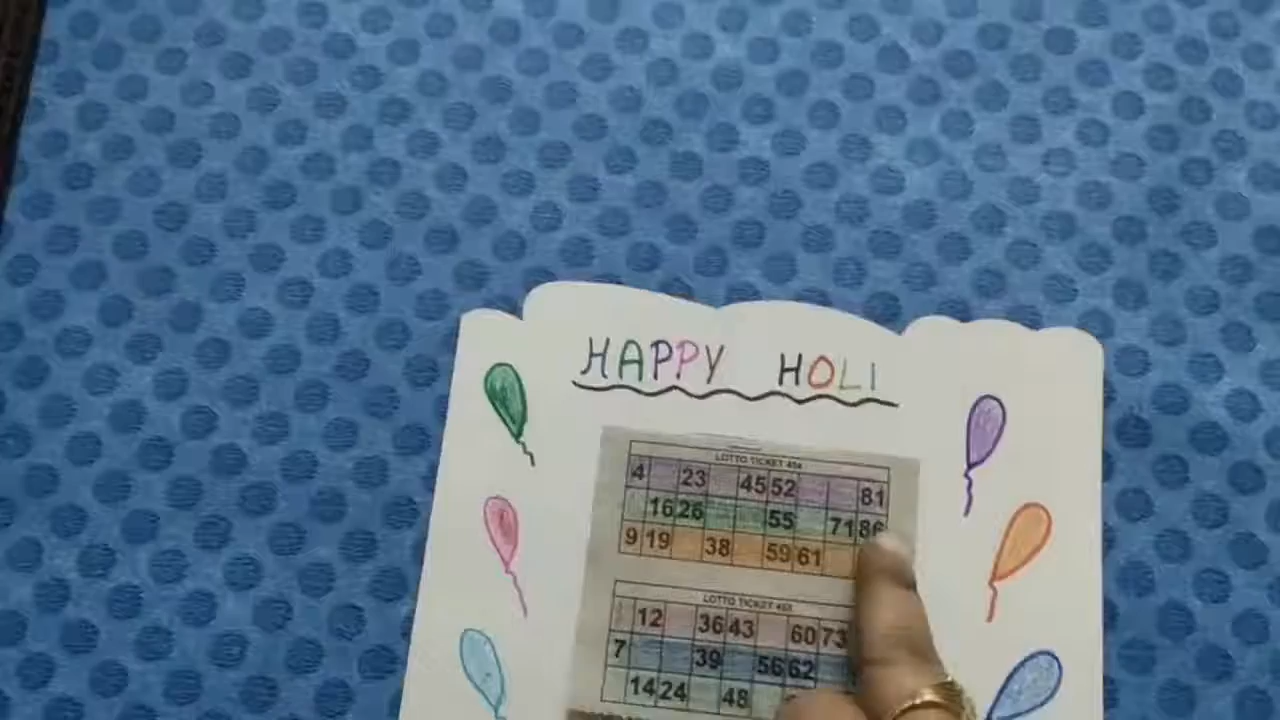 HAPPY HOLI
LOTTO TICKET 454
4 23 45 52 81
16 26 55 71 86
9 19 38 59 61
LOTTO TICKET
12 36 43 60 73
7 39 56 62
14 24 48